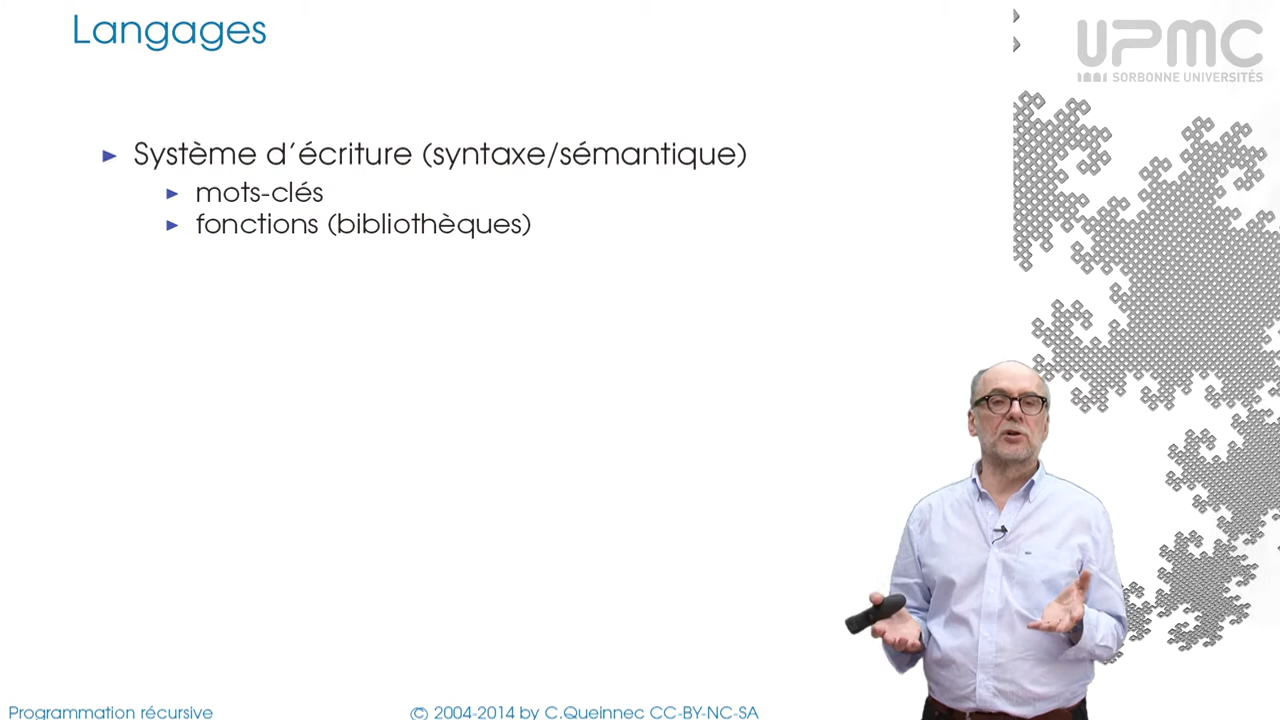 Langages
UPMC
SORBONNE UNIVERSITÉS
▶ Système d'écriture (syntaxe/sémantique)
▶ mots-clés
▶ fonctions (bibliothèques)
Programmation récursive
© 2004-2014 by C.Queinnec CC-BY-NC-SA